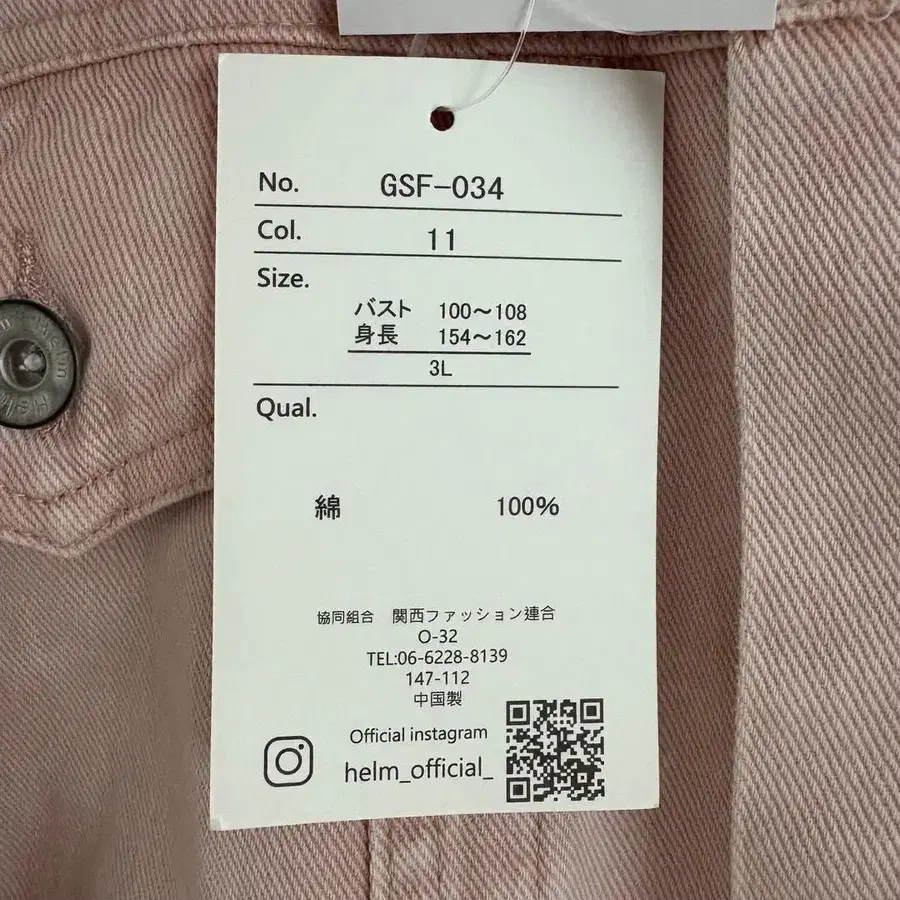 No. GSF-034
Col. 11
Size.
バスト 100～108
身長 154～162
3L
Qual.
綿 100%
協同組合 関西ファッション連合
O-32
TEL:06-6228-8139
147-112
中国製
Official instagram
helm_official_